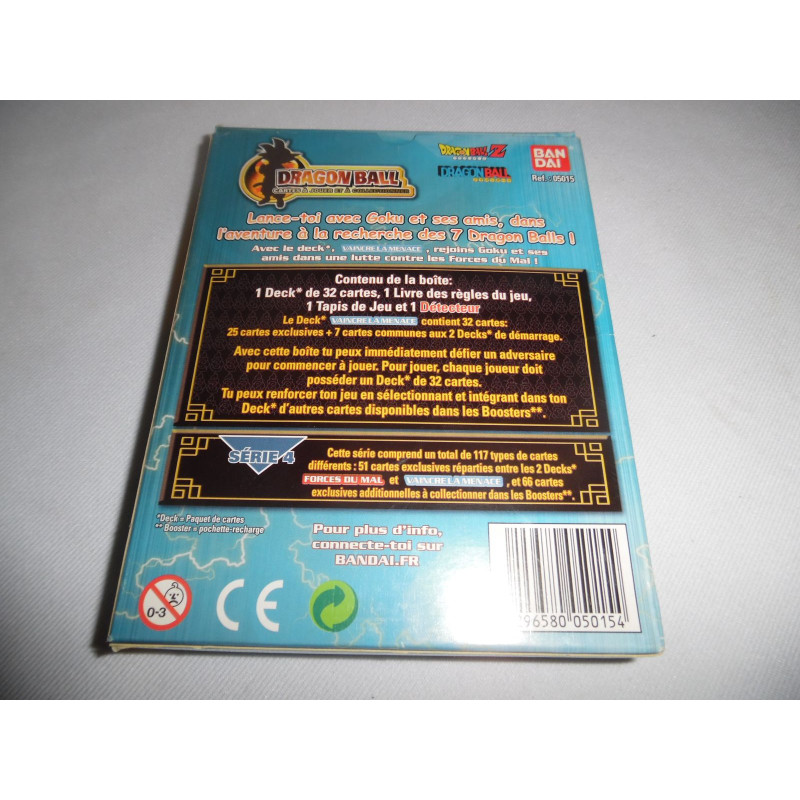 DRAGON BALL
CARTES À JOUER ET À COLLECTIONNER
DRAGON BALL Z
DRAGON BALL
BAN
DAI
Réf.: 05015
Lance-toi avec Goku et ses amis, dans
l'aventure à la recherche des 7 Dragon Balls !
Avec le deck*, VAINCRE LA MENACE, rejoins Goku et ses
amis dans une lutte contre les Forces du Mal !
Contenu de la boîte:
1 Deck* de 32 cartes, 1 Livre des règles du jeu,
1 Tapis de Jeu et 1 Détecteur
Le Deck* VAINCRE LA MENACE contient 32 cartes:
25 cartes exclusives + 7 cartes communes aux 2 Decks* de démarrage.
Avec cette boîte tu peux immédiatement défier un adversaire
pour commencer à jouer. Pour jouer, chaque joueur doit
posséder un Deck* de 32 cartes.
Tu peux renforcer ton jeu en sélectionnant et intégrant dans ton
Deck* d'autres cartes disponibles dans les Boosters**.
SÉRIE 4
Cette série comprend un total de 117 types de cartes
différents : 51 cartes exclusives réparties entre les 2 Decks*
FORCES DU MAL et VAINCRE LA MENACE, et 66 cartes
exclusives additionnelles à collectionner dans les Boosters**.
*Deck = Paquet de cartes
** Booster = pochette-recharge
Pour plus d'info,
connecte-toi sur
BANDAI.FR
0-3
CE
96580 050154